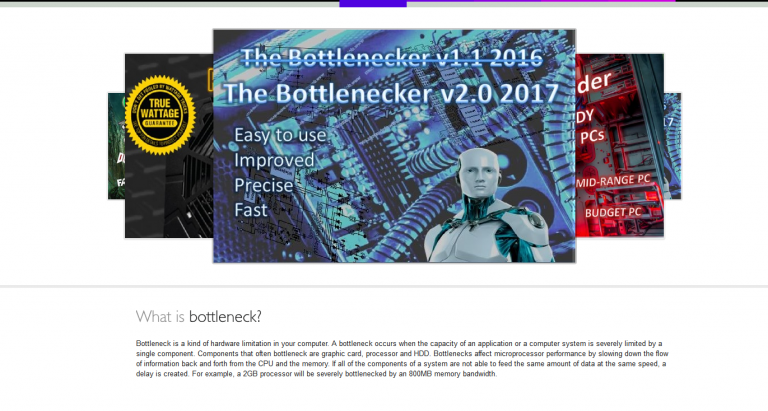 The Bottlenecker v1.1 2016
The Bottlenecker v2.0 2017
Easy to use
Improved
Precise
Fast
TRUE
WATTAGE
GUARANTEE
der
DY
PCs
MID-RANGE PC
BUDGET PC
7
What is bottleneck?
Bottleneck is a kind of hardware limitation in your computer. A bottleneck occurs when the capacity of an application or a computer system is severely limited by a
single component. Components that often bottleneck are graphic card, processor and HDD. Bottlenecks affect microprocessor performance by slowing down the flow
of information back and forth from the CPU and the memory. If all of the components of a system are not able to feed the same amount of data at the same speed, a
delay is created. For example, a 2GB processor will be severely bottlenecked by an 800MB memory bandwidth.